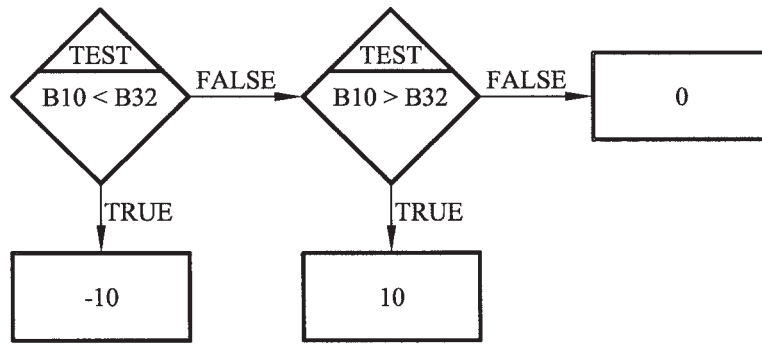 TEST
B10 < B32
FALSE
TEST
B10 > B32
FALSE
0
TRUE
TRUE
-10
10